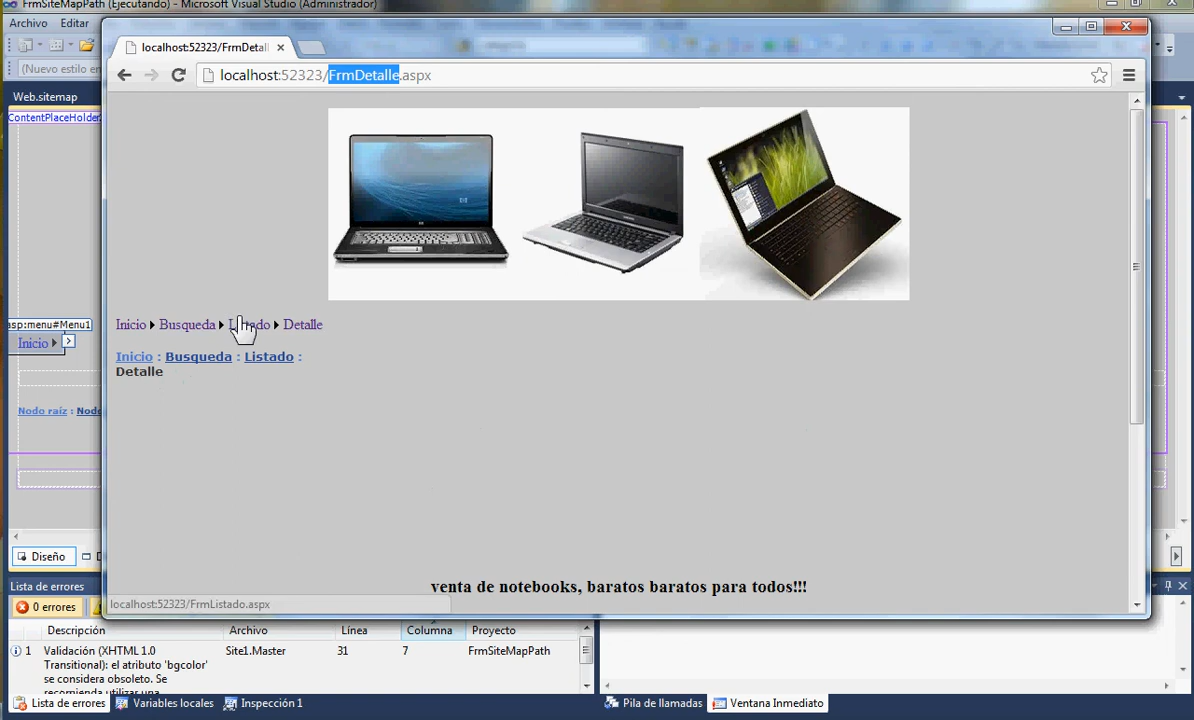 FrmSiteMapPath (Ejecutando) - Microsoft Visual Studio (Administrador)
Archivo Editar
(Nuevo estilo en
Web.sitemap
ContentPlaceHolder
asp:menu#Menu1
Inicio
Nodo raíz : Nodo
Diseño
localhost:52323/FrmDetall
localhost:52323/FrmDetalle.aspx
Inicio Busqueda Listado Detalle
Inicio : Busqueda : Listado :
Detalle
venta de notebooks, baratos baratos para todos!!!
localhost:52323/FrmListado.aspx
Lista de errores
0 errores
Descripción Archivo Línea Columna Proyecto
1 Validación (XHTML 1.0 Site1.Master 31 7 FrmSiteMapPath
Transitional): el atributo 'bgcolor'
se considera obsoleto. Se
recomienda utilizar una
Lista de errores Variables locales Inspección 1 Pila de llamadas Ventana Inmediato